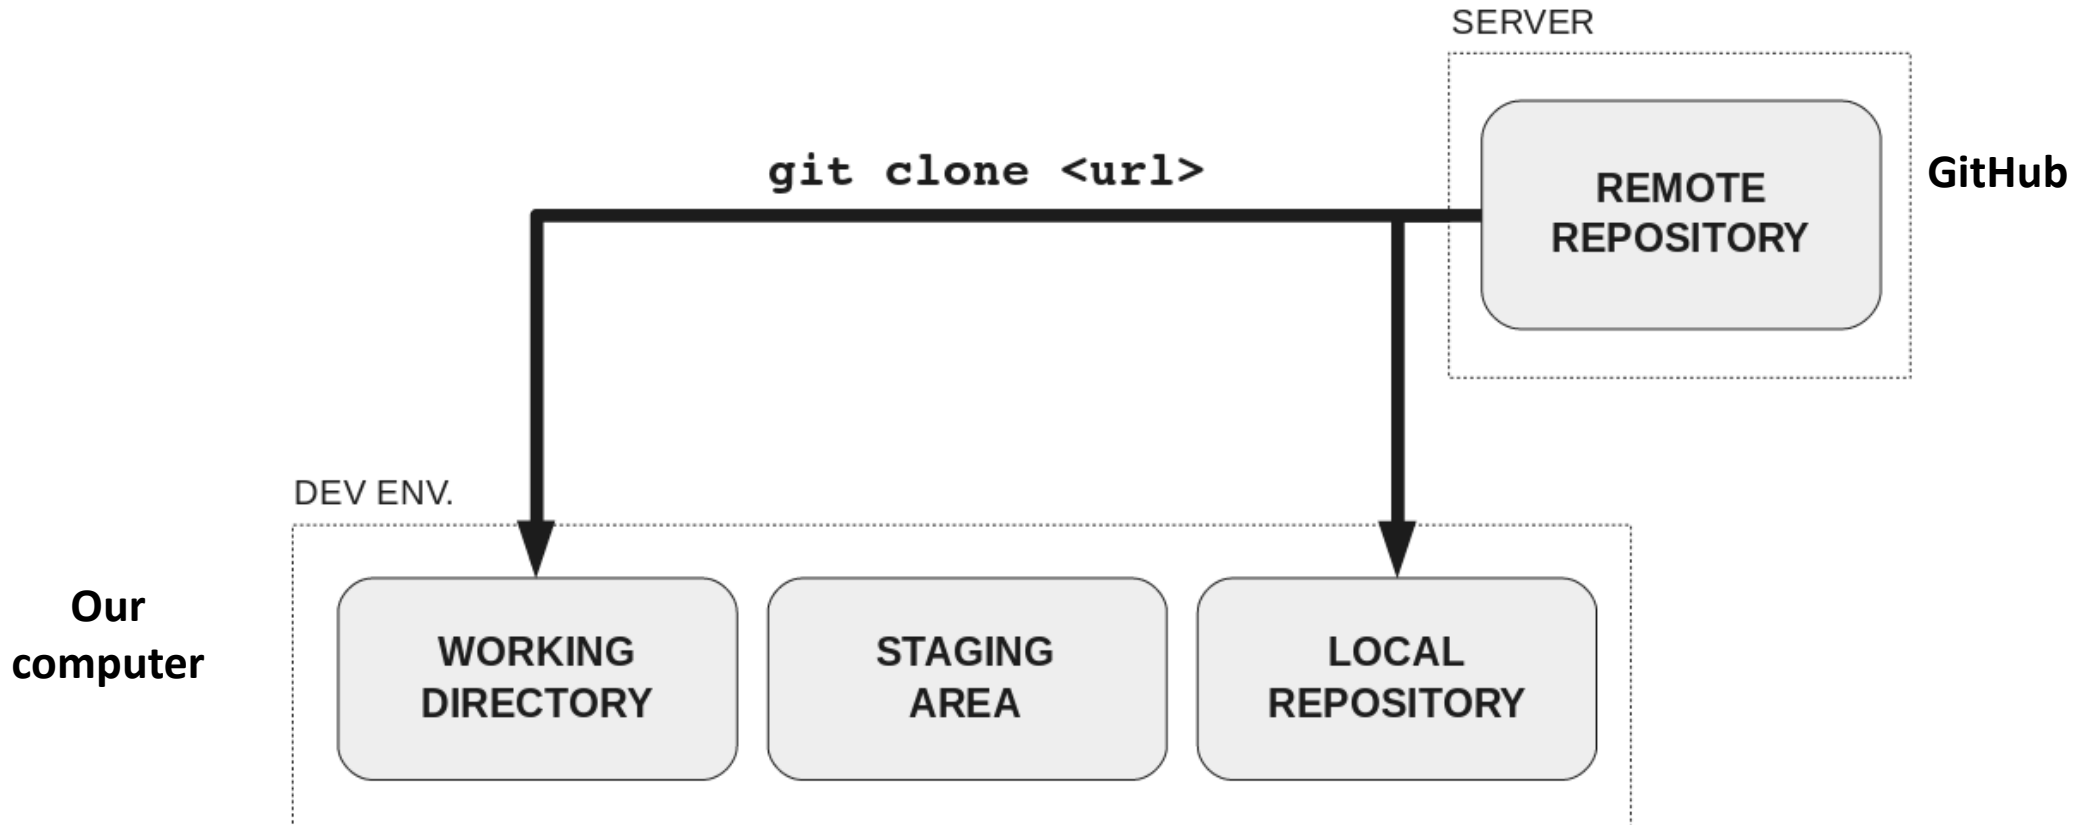 SERVER
git clone <url>
REMOTE
REPOSITORY
GitHub
DEV ENV.
Our
computer
WORKING
DIRECTORY
STAGING
AREA
LOCAL
REPOSITORY